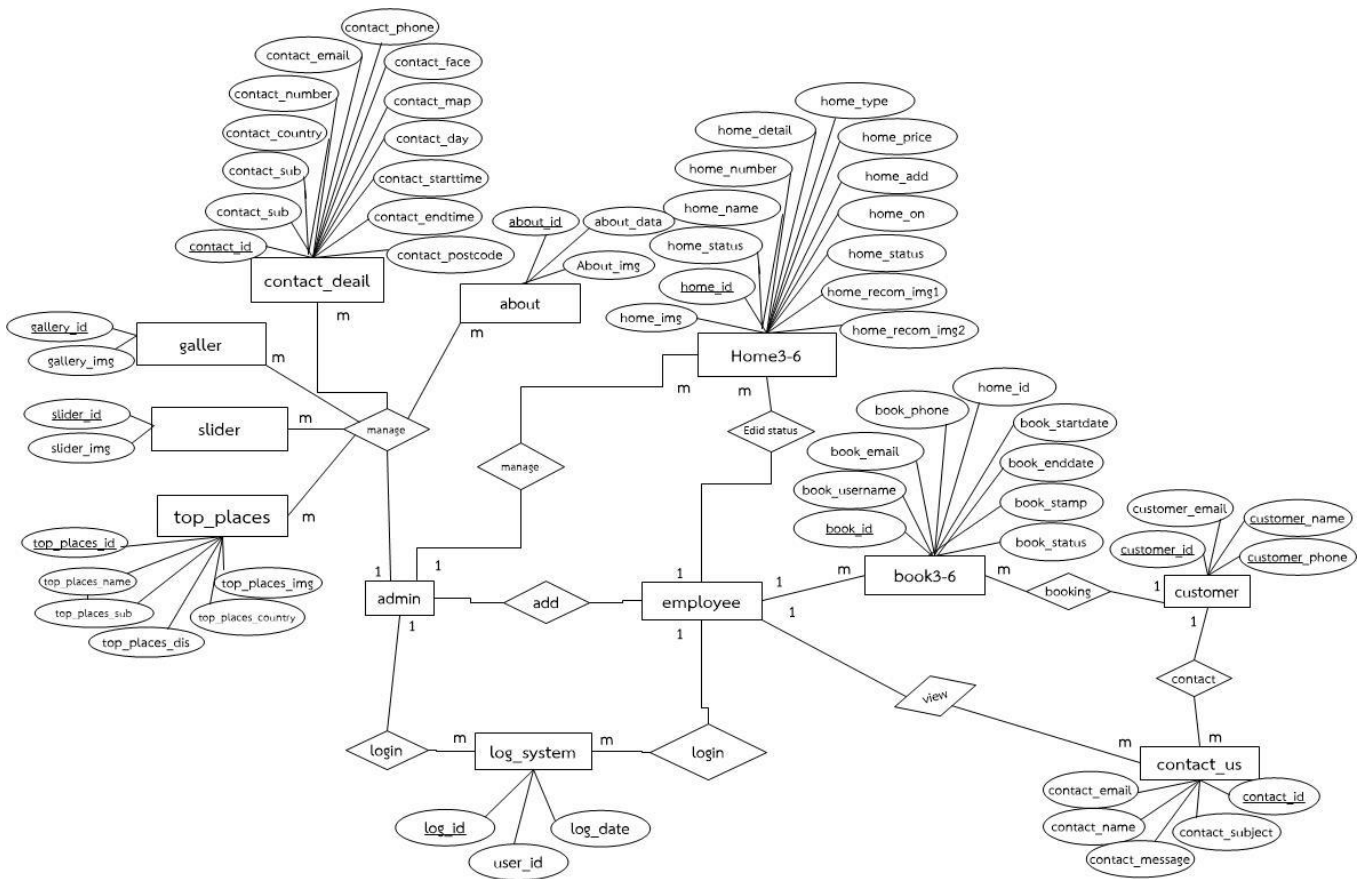 contact_phone
contact_email
contact_face
contact_number
contact_map
contact_country
contact_day
contact_sub
contact_starttime
contact_sub
contact_endtime
contact_id
contact_postcode
contact_deail
m
about_id
about_data
About_img
about
m
home_type
home_detail
home_price
home_number
home_add
home_name
home_on
home_status
home_status
home_id
home_recom_img1
home_img
home_recom_img2
Home3-6
m
m
gallery_id
gallery_img
galler
m
slider_id
slider_img
slider
m
manage
manage
Edid status
top_places
m
top_places_id
top_places_name
top_places_img
top_places_sub
top_places_country
top_places_dis
home_id
book_phone
book_startdate
book_email
book_enddate
book_username
book_stamp
book_id
book_status
book3-6
m
m
booking
customer_email
customer_name
customer_id
customer_phone
1
customer
1
1
1
admin
1
add
1
1
employee
1
1
contact
view
login
m
log_system
m
login
log_id
log_date
user_id
m
m
contact_us
contact_email
contact_id
contact_name
contact_subject
contact_message